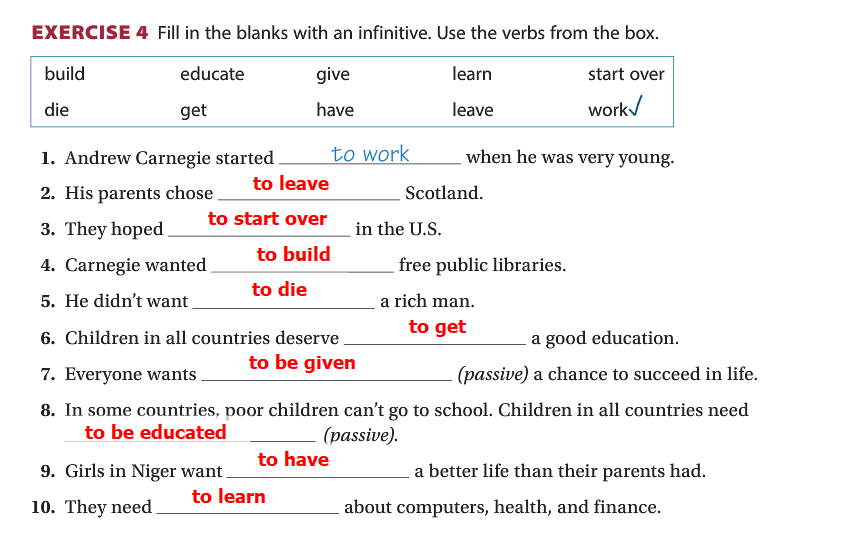 EXERCISE 4 Fill in the blanks with an infinitive. Use the verbs from the box.
build educate give learn start over
die get have leave work✓
1. Andrew Carnegie started to work when he was very young.
2. His parents chose to leave Scotland.
3. They hoped to start over in the U.S.
4. Carnegie wanted to build free public libraries.
5. He didn't want to die a rich man.
6. Children in all countries deserve to get a good education.
7. Everyone wants to be given (passive) a chance to succeed in life.
8. In some countries, poor children can't go to school. Children in all countries need
to be educated (passive).
9. Girls in Niger want to have a better life than their parents had.
10. They need to learn about computers, health, and finance.